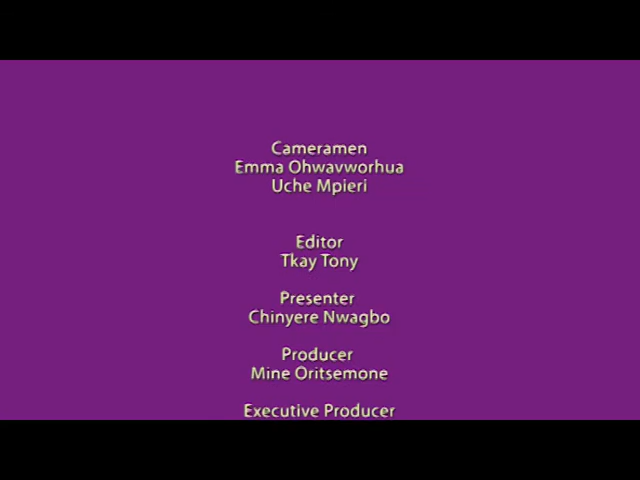 Cameramen
Emma Ohwavworhua
Uche Mpieri
Editor
Tkay Tony
Presenter
Chinyere Nwagbo
Producer
Mine Oritsemone
Executive Producer